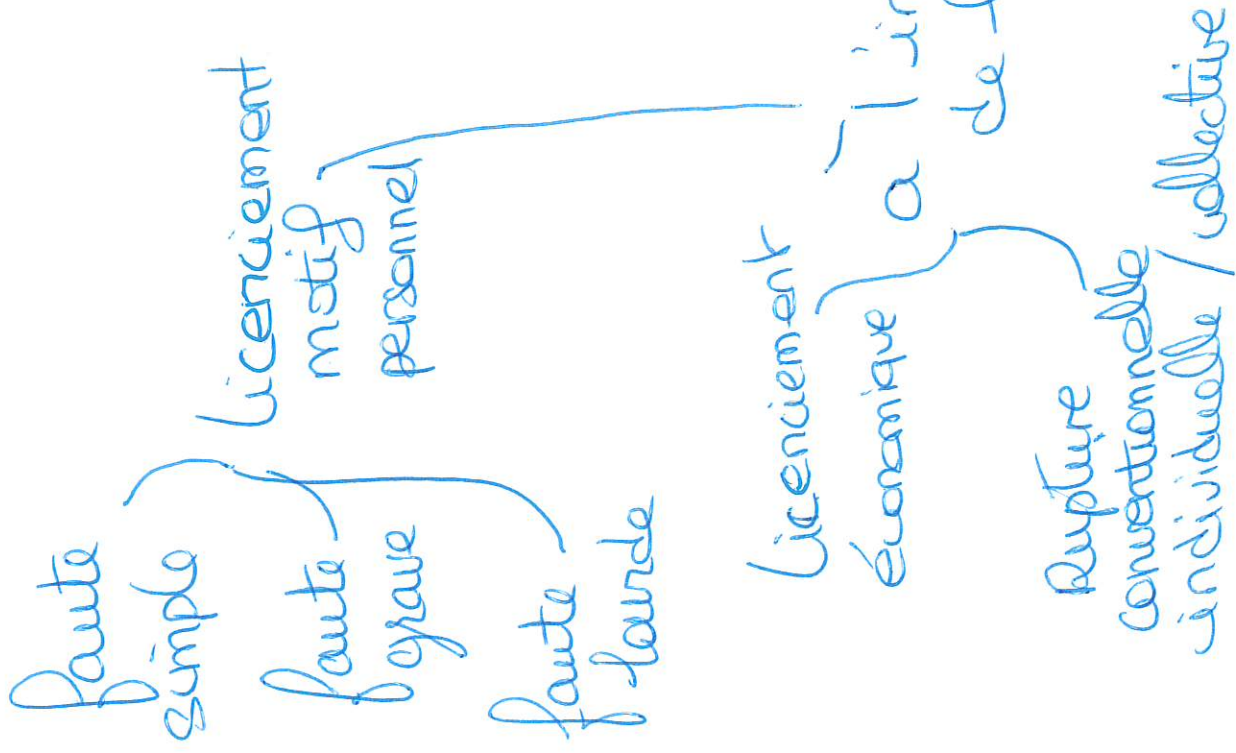 Faute
simple
faute
grave
faute
lourde
Licenciement
motif
personnel
Licenciement
économique
Rupture
conventionnelle
individuelle / collective
a l'in
de